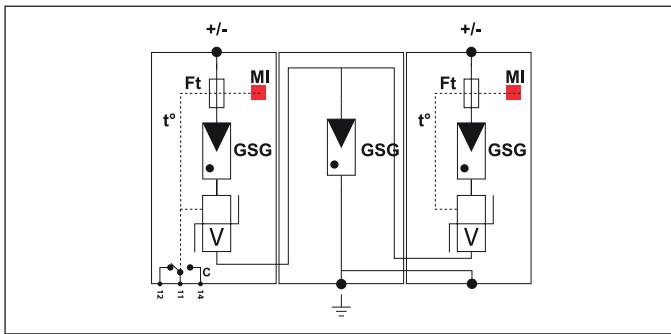 +/- +/-
Ft MI Ft MI
t° t°
GSG GSG GSG
V V
C
12 11 14